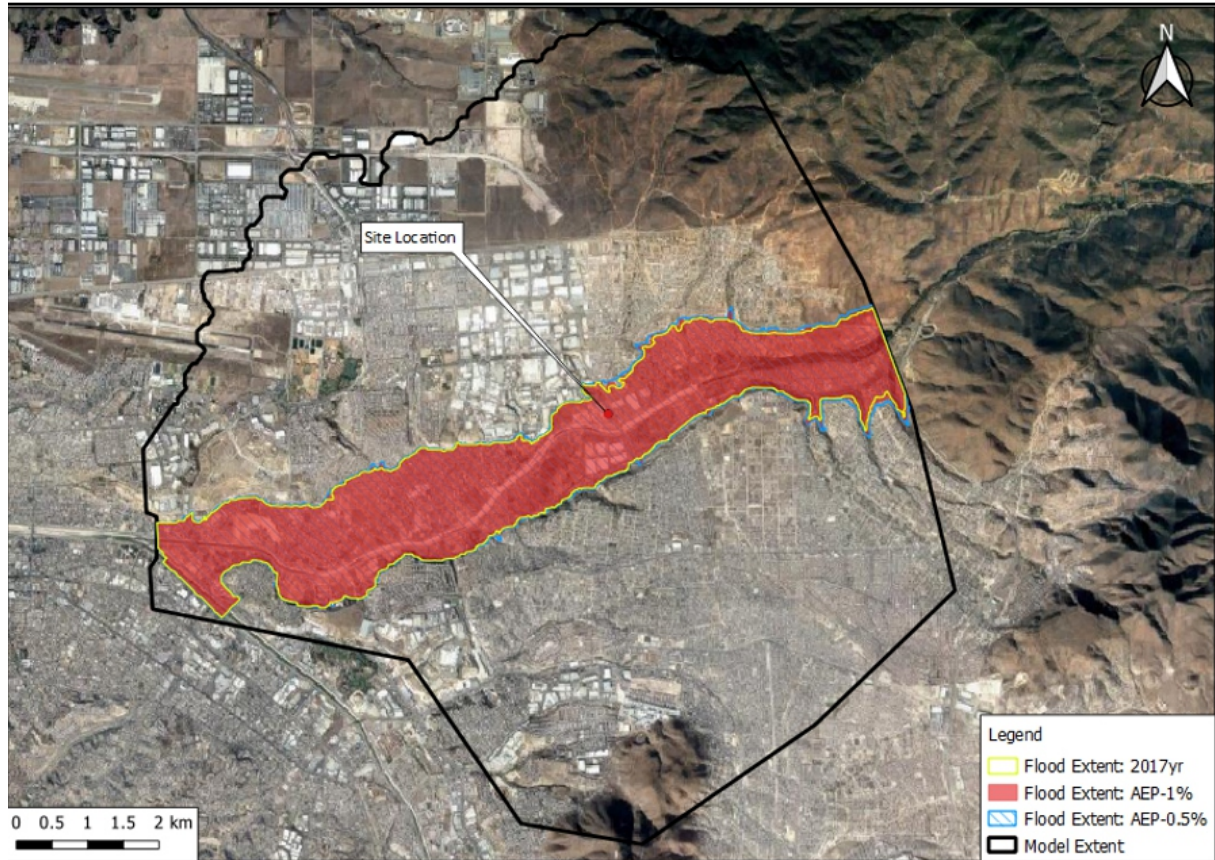 N
Site Location
Legend
Flood Extent: 2017yr
Flood Extent: AEP-1%
Flood Extent: AEP-0.5%
Model Extent
0 0.5 1 1.5 2 km